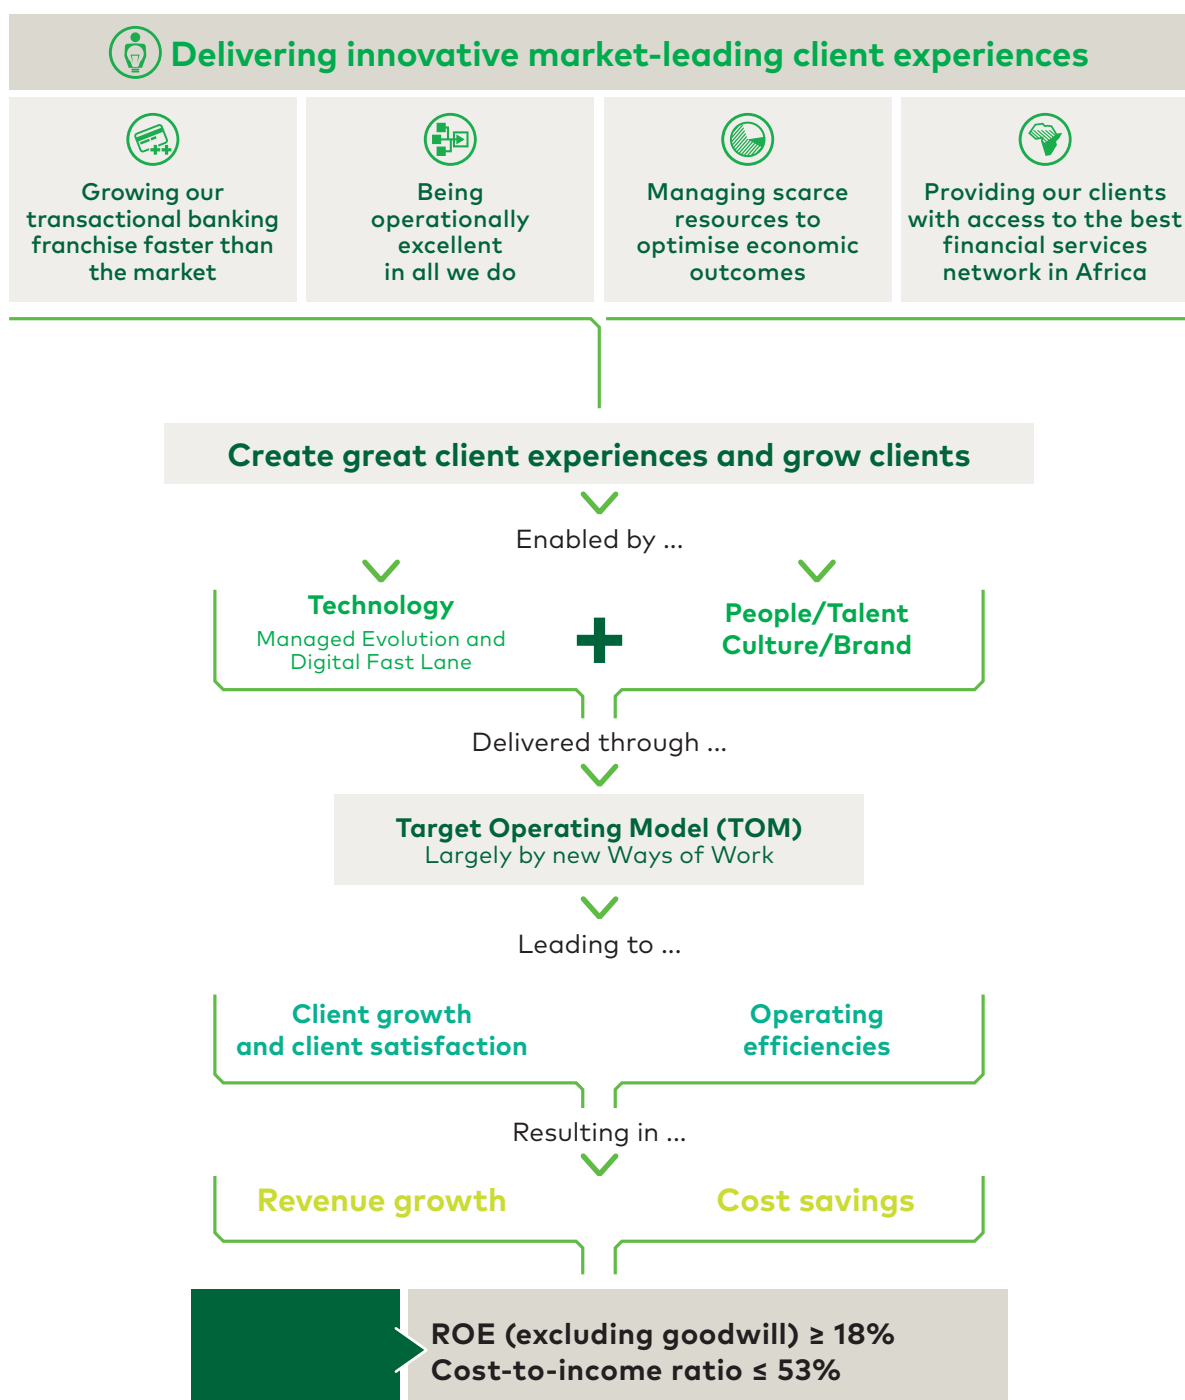 Delivering innovative market-leading client experiences
Growing our
transactional banking
franchise faster than
the market
Being
operationally
excellent
in all we do
Managing scarce
resources to
optimise economic
outcomes
Providing our clients
with access to the best
financial services
network in Africa
Create great client experiences and grow clients
Enabled by ...
Technology
Managed Evolution and
Digital Fast Lane
+
People/Talent
Culture/Brand
Delivered through ...
Target Operating Model (TOM)
Largely by new Ways of Work
Leading to ...
Client growth
and client satisfaction
Operating
efficiencies
Resulting in ...
Revenue growth
Cost savings
ROE (excluding goodwill) ≥ 18%
Cost-to-income ratio ≤ 53%